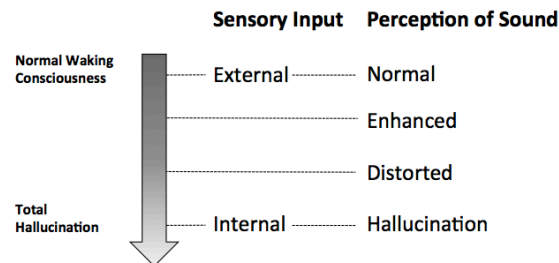 Sensory Input Perception of Sound
Normal Waking
Consciousness
External Normal
Enhanced
Distorted
Total
Hallucination
Internal Hallucination